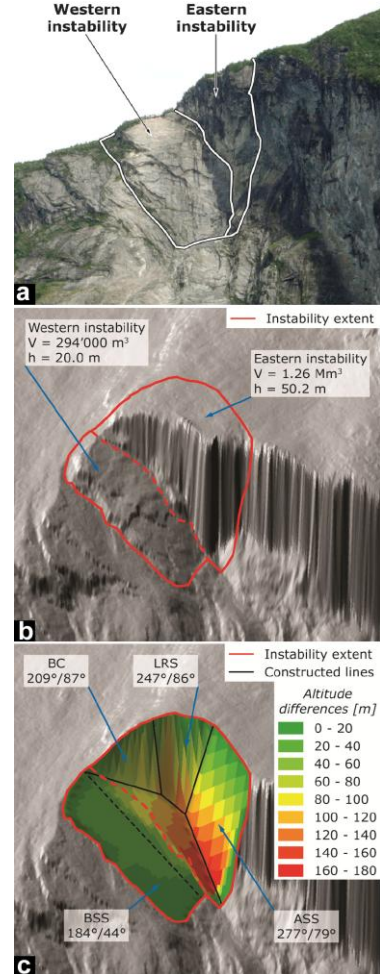 Western
instability
Eastern
instability
a
Instability extent
Western instability
V = 294'000 m³
h = 20.0 m
Eastern instability
V = 1.26 Mm³
h = 50.2 m
b
Instability extent
Constructed lines
BC
209°/87°
LRS
247°/86°
Altitude
differences [m]
0 - 20
20 - 40
40 - 60
60 - 80
80 - 100
100 - 120
120 - 140
140 - 160
160 - 180
BSS
184°/44°
ASS
277°/79°
c